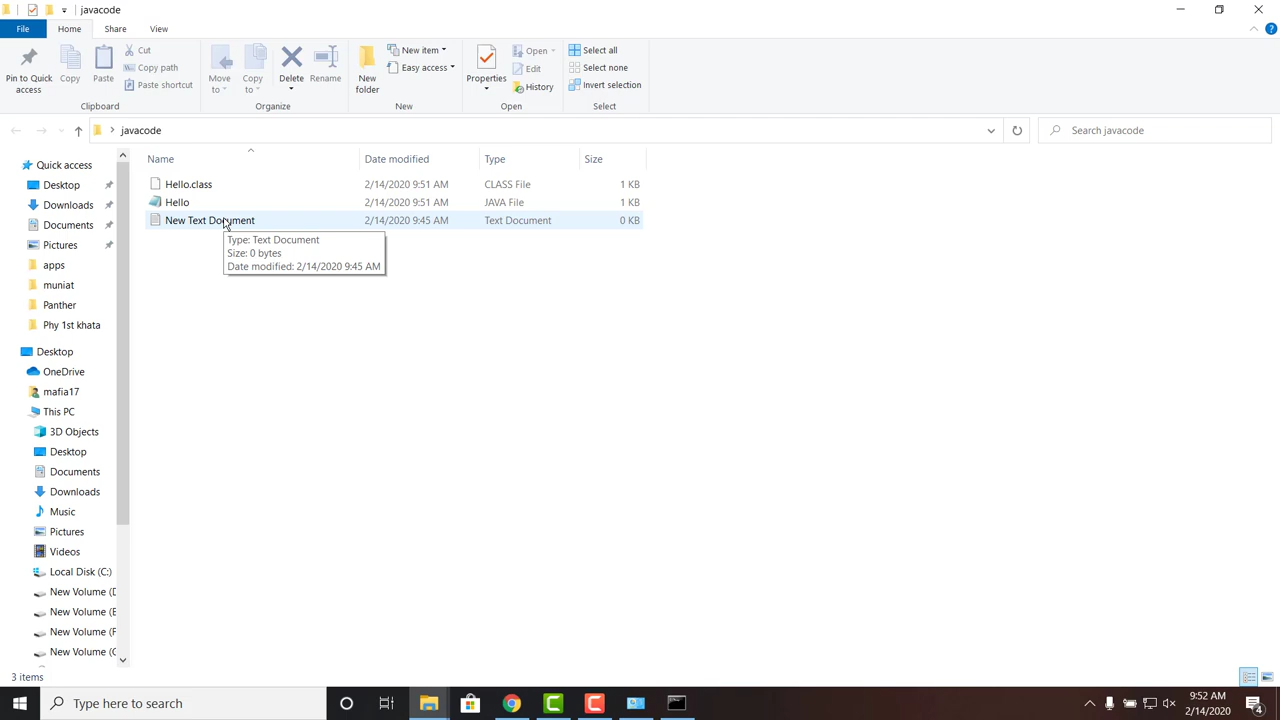 javacode
File Home Share View
Pin to Quick access
Copy
Paste
Cut
Copy path
Paste shortcut
Move to
Copy to
Delete
Rename
New folder
New item
Easy access
Properties
Open
Edit
History
Select all
Select none
Invert selection
Clipboard Organize New Open Select
javacode
Search javacode
Name Date modified Type Size
Hello.class 2/14/2020 9:51 AM CLASS File 1 KB
Hello 2/14/2020 9:51 AM JAVA File 1 KB
New Text Document 2/14/2020 9:45 AM Text Document 0 KB
Type: Text Document
Size: 0 bytes
Date modified: 2/14/2020 9:45 AM
Quick access
Desktop
Downloads
Documents
Pictures
apps
muniat
Panther
Phy 1st khata
Desktop
OneDrive
mafia17
This PC
3D Objects
Desktop
Documents
Downloads
Music
Pictures
Videos
Local Disk (C:)
New Volume (D
New Volume (E
New Volume (F
New Volume (G
3 items
Type here to search
9:52 AM
2/14/2020
4